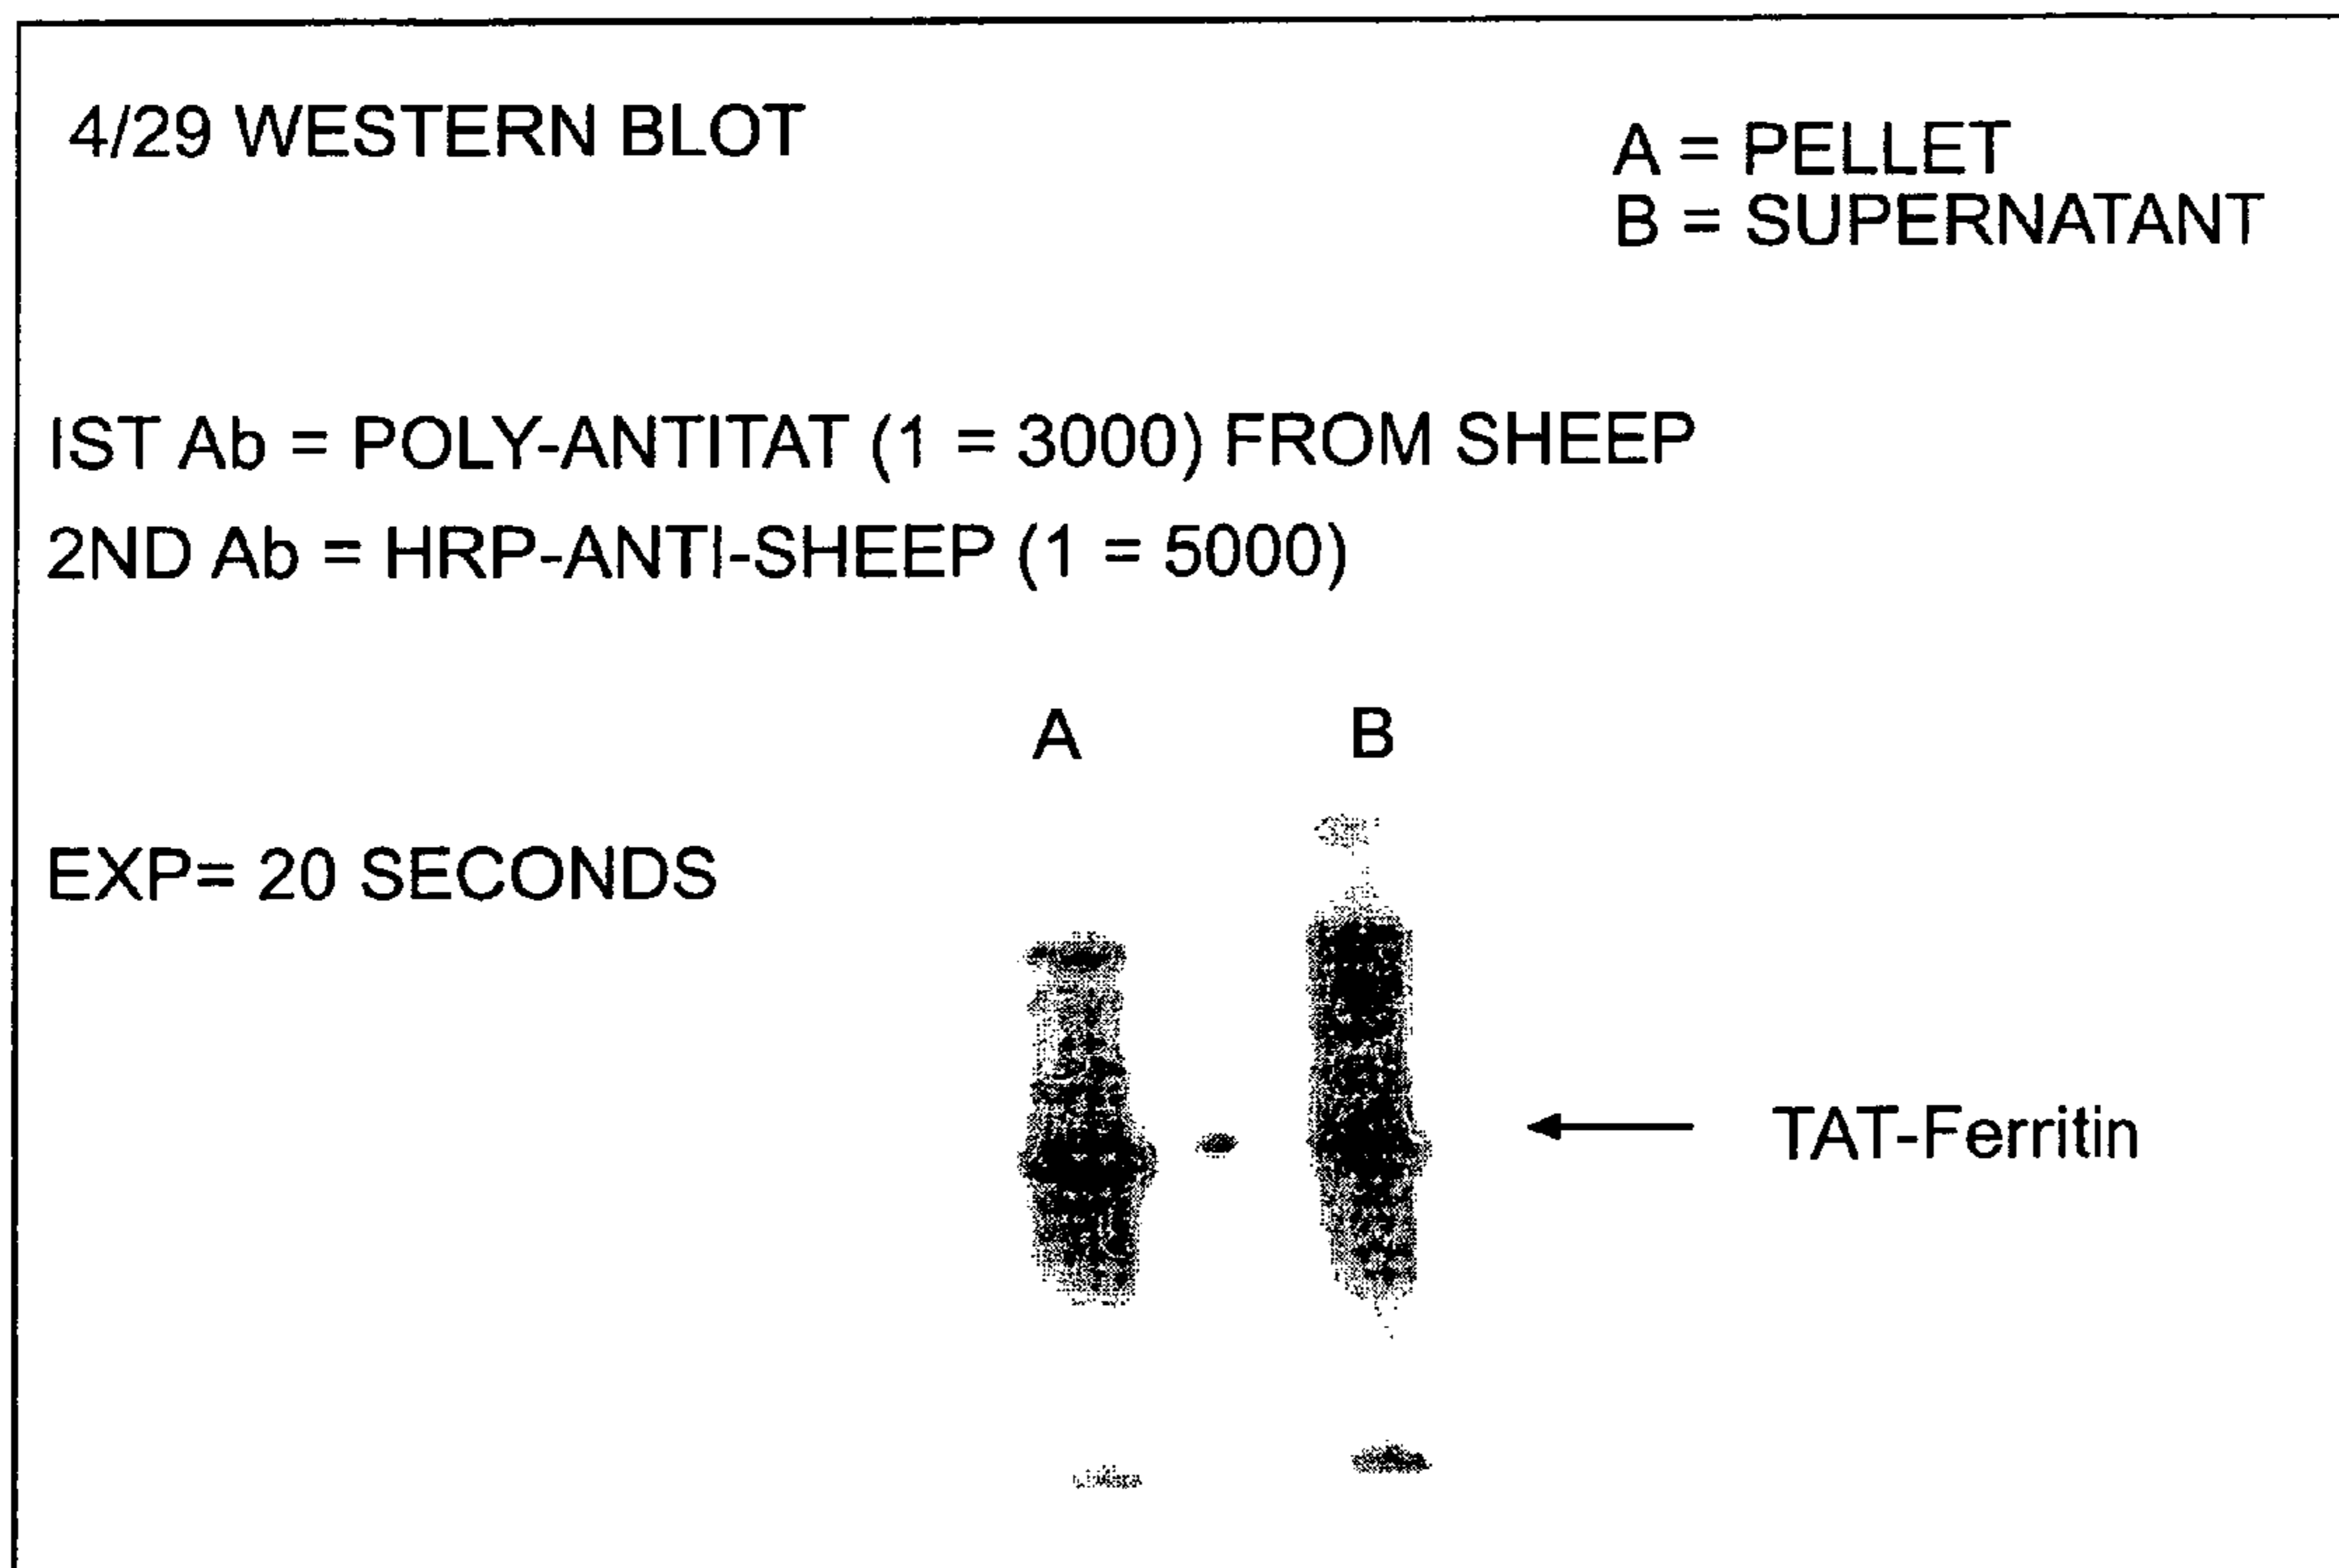 4/29 WESTERN BLOT
A = PELLET
B = SUPERNATANT
IST Ab = POLY-ANTITAT (1 = 3000) FROM SHEEP
2ND Ab = HRP-ANTI-SHEEP (1 = 5000)
A B
EXP= 20 SECONDS
TAT-Ferritin